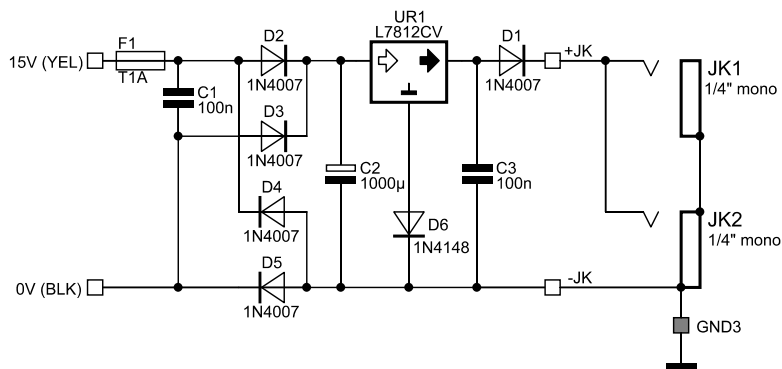 UR1
L7812CV
F1
T1A
15V (YEL)
D2
1N4007
D1
1N4007
+JK
JK1
1/4" mono
C1
100n
D3
1N4007
C2
1000µ
C3
100n
D4
1N4007
D6
1N4148
JK2
1/4" mono
0V (BLK)
D5
1N4007
-JK
GND3